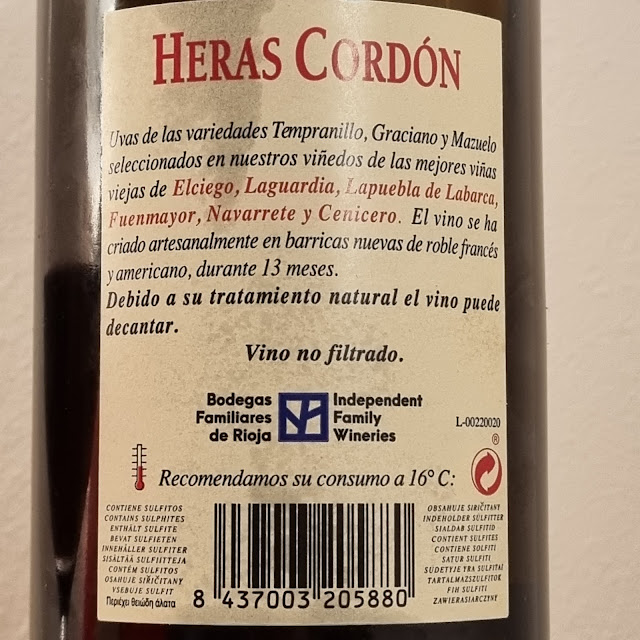 HERAS CORDÓN
Uvas de las variedades Tempranillo, Graciano y Mazuelo
seleccionados en nuestros viñedos de las mejores viñas
viejas de Elciego, Laguardia, Lapuebla de Labarca,
Fuenmayor, Navarrete y Cenicero. El vino se ha
criado artesanalmente en barricas nuevas de roble francés
y americano, durante 13 meses.
Debido a su tratamiento natural el vino puede
decantar.
Vino no filtrado.
Bodegas
Familiares
de Rioja
Independent
Family
Wineries
L-00220020
®
Recomendamos su consumo a 16° C:
CONTIENE SULFITOS
CONTAINS SULPHITES
ENTHÄLT SULFITE
BEVAT SULFIETEN
INNEHÅLLER SULFITER
SISÄLTÄÄ SULFIITTEJA
CONTÉM SULFITOS
OSAHUJE SIŘIČITANY
VSEBUJE SULFIT
Περιέχει θειώδη άλατα
8 437003 205880
OBSAHUJE SIRIČITANY
INDEHOLDER SULFITTER
SIALDAB SULFITID
CONTIENT SULFITES
CONTIENE SOLFITI
SATUR SULFITI
SUDETYJE YRA SULFITAI
TARTALMAZ SZULFITOK
FIH SULFITI
ZAWIERA SIARCZYNY